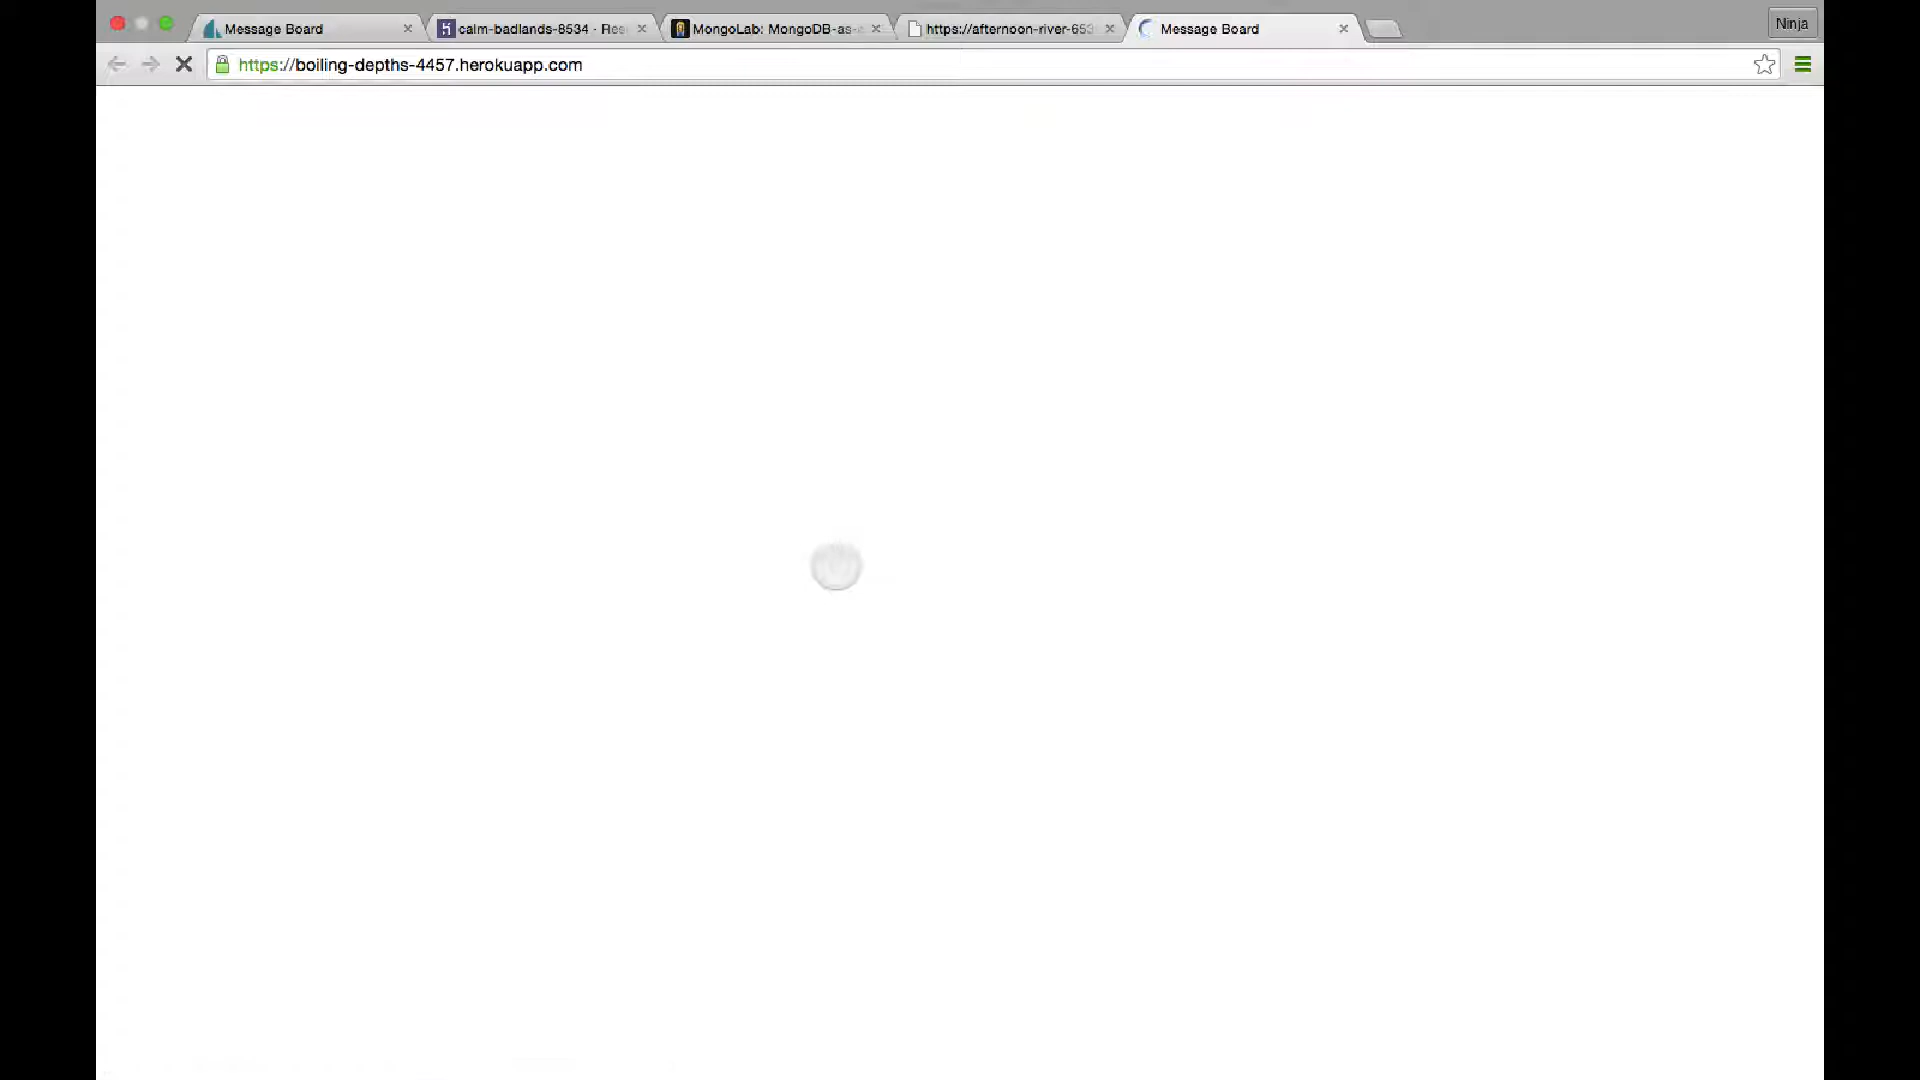 Message Board
calm-badlands-8534 - Res
MongoLab: MongoDB-as-
https://afternoon-river-653
Message Board
Ninja
https://boiling-depths-4457.herokuapp.com